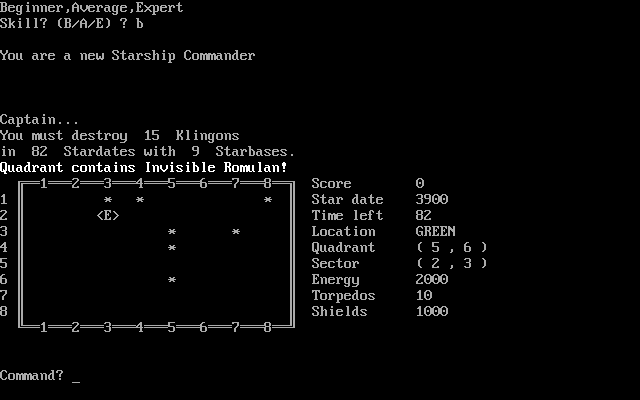 Beginner,Average,Expert
Skill? (B/A/E) ? b
You are a new Starship Commander
Captain...
You must destroy  15  Klingons
in  82  Stardates with  9  Starbases.
Quadrant contains Invisible Romulan!
1 2 3 4 5 6 7 8 Score 0
1 * * * Star date 3900
2 <E> Time left 82
3 * * Location GREEN
4 * Quadrant ( 5 , 6 )
5 Sector ( 2 , 3 )
6 * Energy 2000
7 Torpedos 10
8 Shields 1000
1 2 3 4 5 6 7 8
Command? _